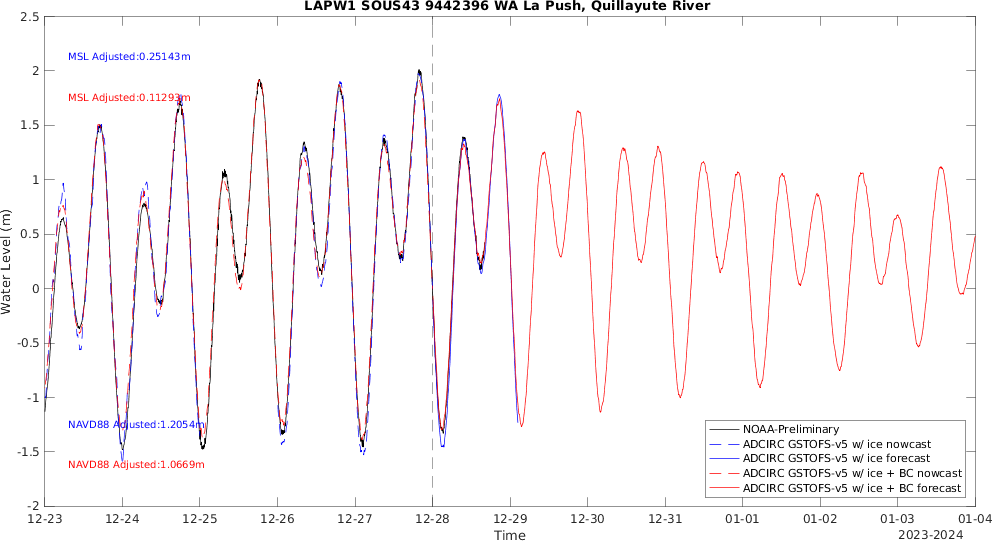 LAPW1 SOUS43 9442396 WA La Push, Quillayute River
2.5
2
1.5
1
0.5
0
-0.5
-1
-1.5
-2
Water Level (m)
MSL Adjusted:0.25143m
MSL Adjusted:0.11293m
NAVD88 Adjusted:1.2054m
NAVD88 Adjusted:1.0669m
NOAA-Preliminary
ADCIRC GSTOFS-v5 w/ ice nowcast
ADCIRC GSTOFS-v5 w/ ice forecast
ADCIRC GSTOFS-v5 w/ ice + BC nowcast
ADCIRC GSTOFS-v5 w/ ice + BC forecast
12-23 12-24 12-25 12-26 12-27 12-28 12-29 12-30 12-31 01-01 01-02 01-03 01-04
Time
2023-2024